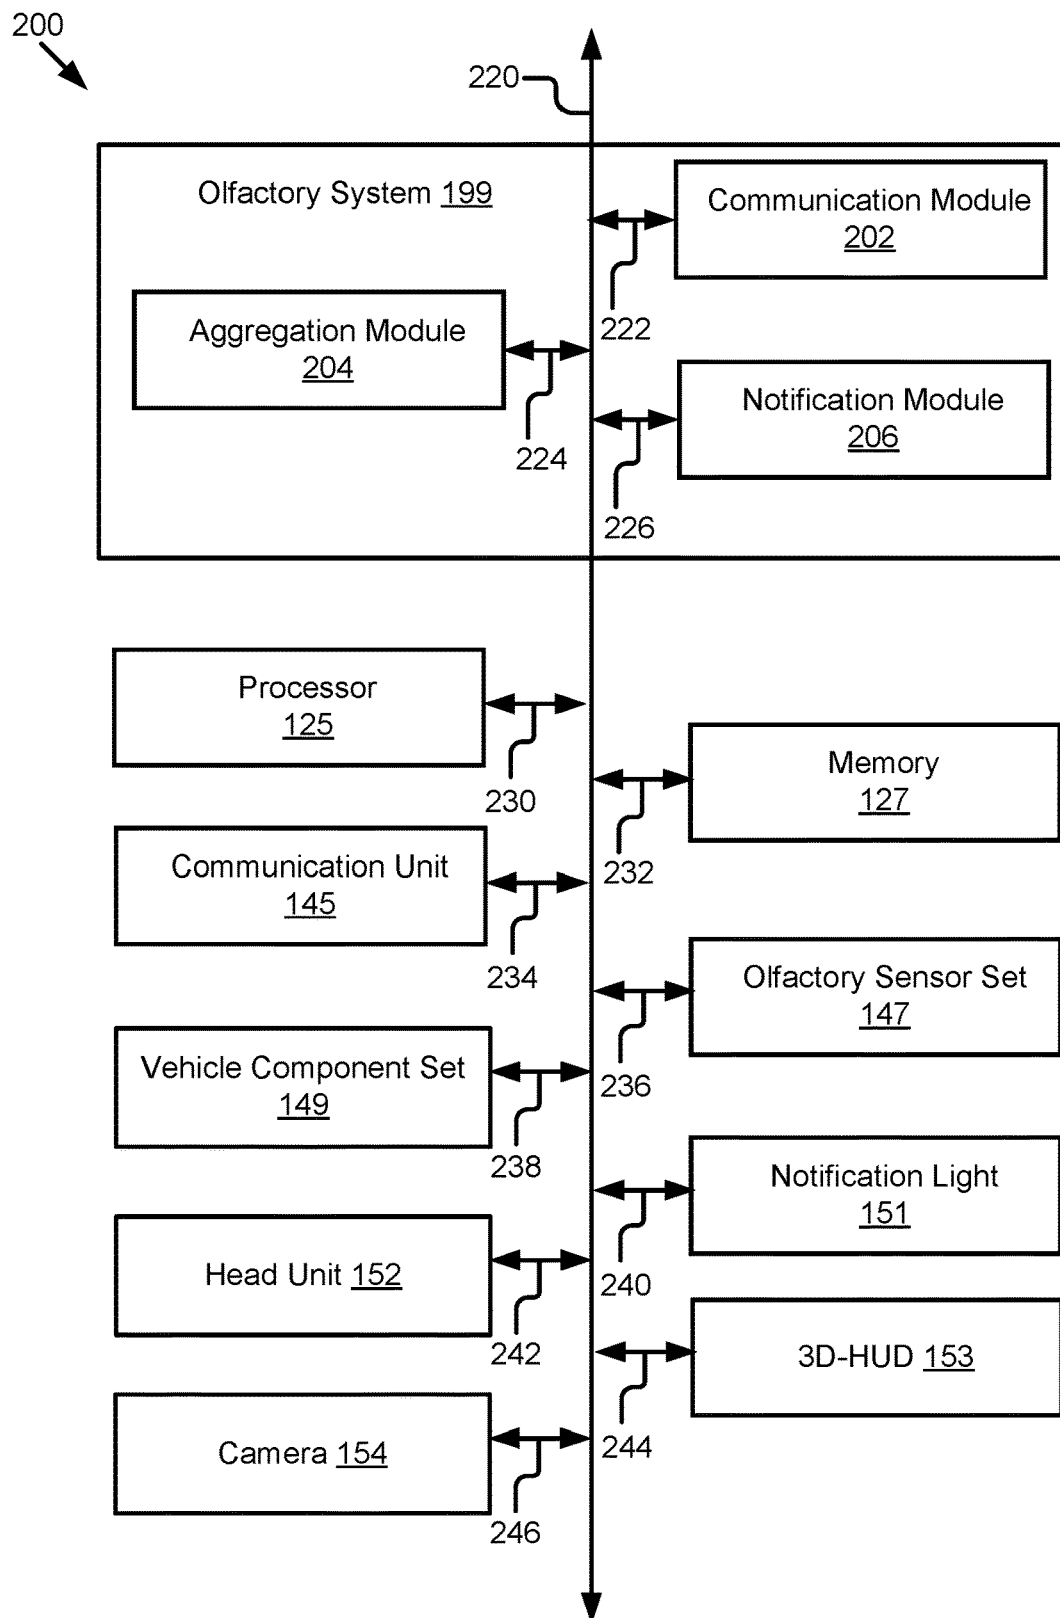 200
220
Olfactory System 199
Communication Module
202
222
Aggregation Module
204
224
Notification Module
206
226
Processor
125
230
Memory
127
232
Communication Unit
145
234
Olfactory Sensor Set
147
236
Vehicle Component Set
149
238
Notification Light
151
240
Head Unit 152
242
3D-HUD 153
244
Camera 154
246